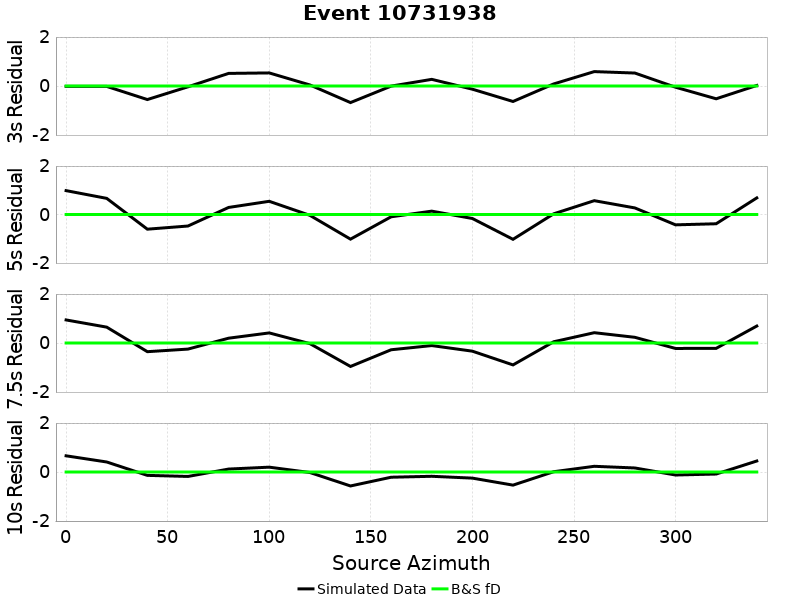 Event 10731938
3s Residual
2
0
-2
5s Residual
2
0
-2
7.5s Residual
2
0
-2
10s Residual
2
0
-2
0 50 100 150 200 250 300
Source Azimuth
Simulated Data B&S fD